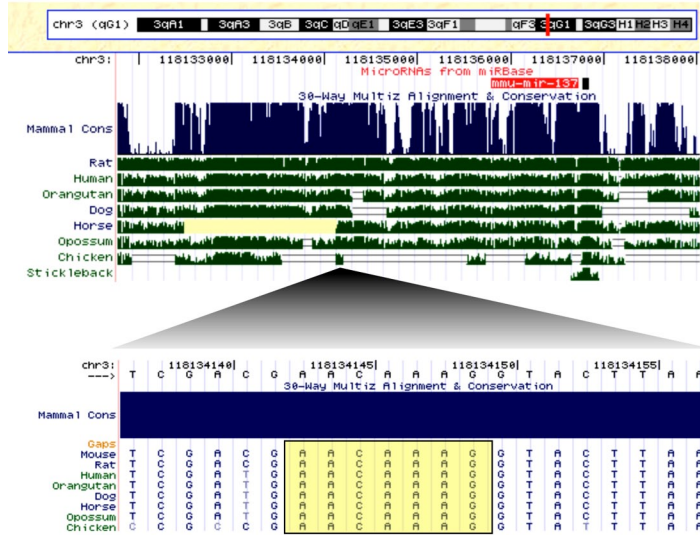 chr3 (qG1) 3qA1 3qA3 3qB 3qC qD qE1 3qE3 3qF1 qF3 3qG1 3qG3 H1 H2 H3 H4
chr3: 118133000 118134000 118135000 118136000 118137000 118138000
MicroRNAs from miRBase
mmu-mir-137
30-Way Multiz Alignment & Conservation
Mammal Cons
Rat
Human
Orangutan
Dog
Horse
Opossum
Chicken
Stickleback
chr3: 118134140 118134145 118134150 118134155
---> T C G A C G A A C A A A G G T A C T T A A
30-Way Multiz Alignment & Conservation
Mammal Cons
Gaps
Mouse T C G A C G A A C A A A G G T A C T T A A
Rat T C G A C G A A C A A A G G T A C T T A A
Human T C G A T G A A C A A A G G T A C T T A A
Orangutan T C G A T G A A C A A A G G T A C T T A A
Dog T C G A T G A A C A A A G G T A C T T A A
Horse T C G A T G A A C A A A G G T A C T T A A
Opossum T C G A T G A A C A A A G G T A C T T A A
Chicken C C G C C G A A C A A A G G T A T T T A A